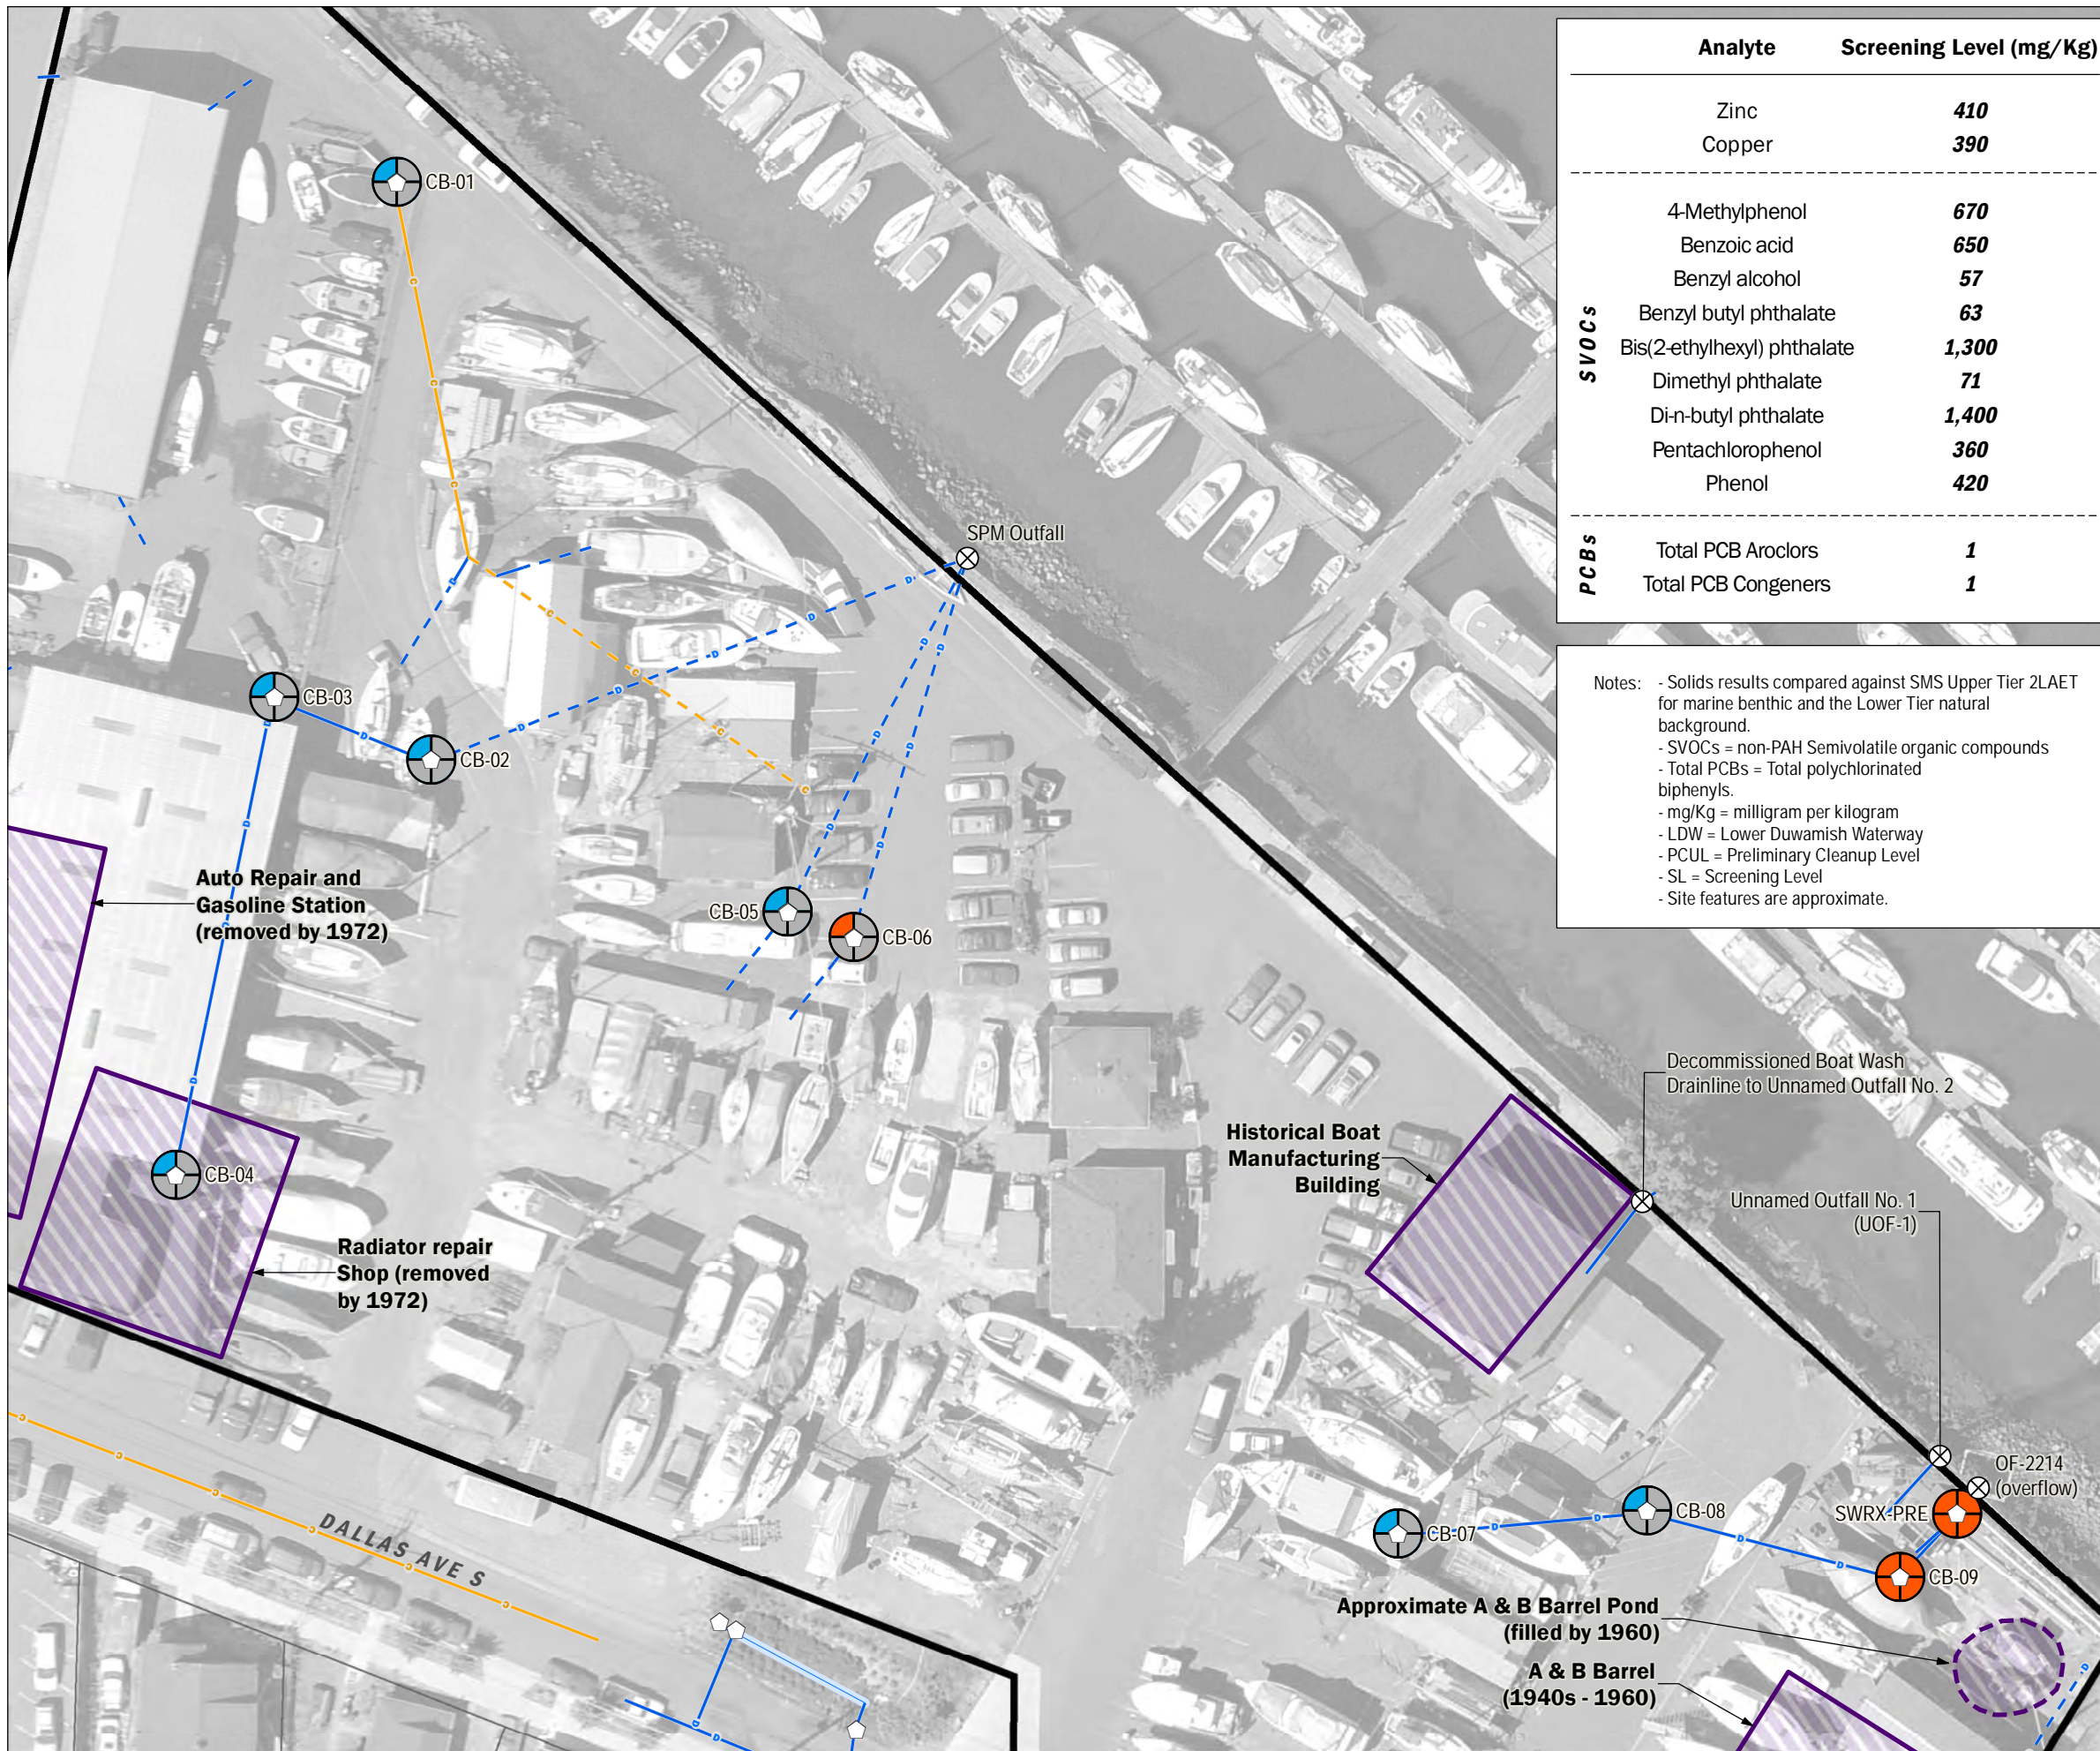 Analyte Screening Level (mg/Kg)
Zinc 410
Copper 390
SVOCs
4-Methylphenol 670
Benzoic acid 650
Benzyl alcohol 57
Benzyl butyl phthalate 63
Bis(2-ethylhexyl) phthalate 1,300
Dimethyl phthalate 71
Di-n-butyl phthalate 1,400
Pentachlorophenol 360
Phenol 420
PCBs
Total PCB Aroclors 1
Total PCB Congeners 1
Notes: - Solids results compared against SMS Upper Tier 2LAET
for marine benthic and the Lower Tier natural
background.
- SVOCs = non-PAH Semivolatile organic compounds
- Total PCBs = Total polychlorinated
biphenyls.
- mg/Kg = milligram per kilogram
- LDW = Lower Duwamish Waterway
- PCUL = Preliminary Cleanup Level
- SL = Screening Level
- Site features are approximate.
CB-01
SPM Outfall
CB-03
CB-02
Auto Repair and
Gasoline Station
(removed by 1972)
CB-05
CB-06
Decommissioned Boat Wash
Drainline to Unnamed Outfall No. 2
Historical Boat
Manufacturing
Building
CB-04
Unnamed Outfall No. 1
(UOF-1)
Radiator repair
Shop (removed
by 1972)
OF-2214
(overflow)
SWRX-PRE
CB-08
CB-07
CB-09
DALLAS AVE S
Approximate A & B Barrel Pond
(filled by 1960)
A & B Barrel
(1940s - 1960)